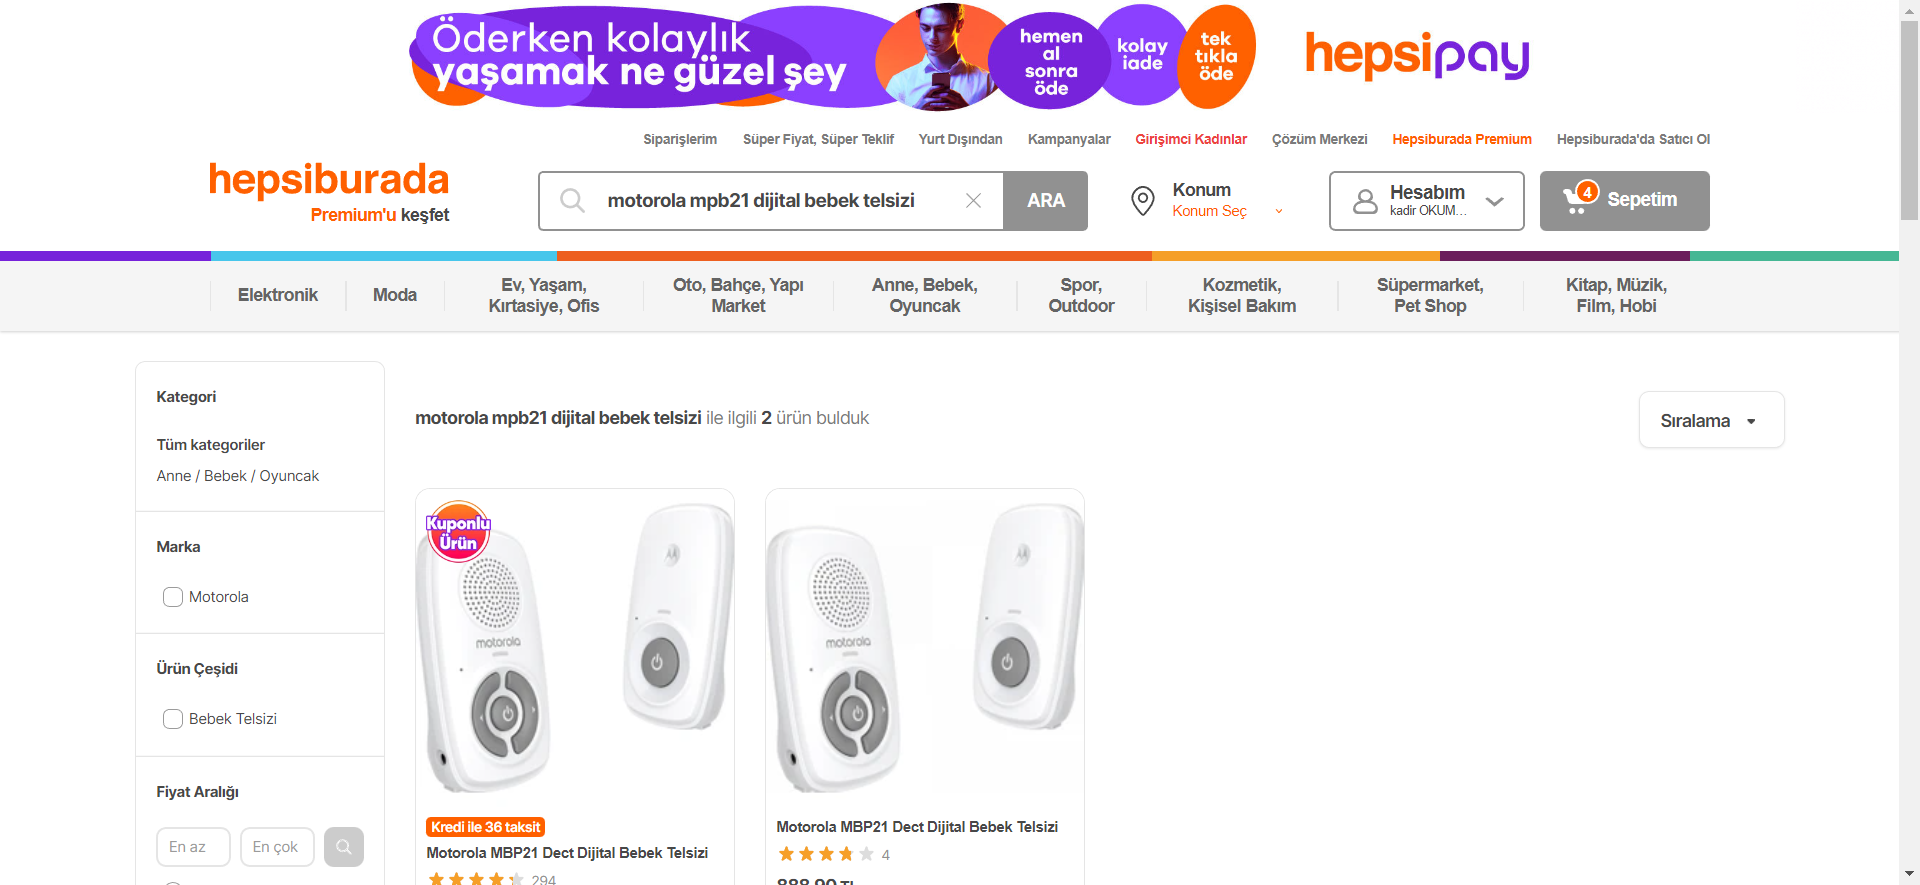 Öderken kolaylık
yaşamak ne güzel şey
hemen
al
sonra
öde
kolay
iade
tek
tıkla
öde
hepsipay
Siparişlerim Süper Fiyat, Süper Teklif Yurt Dışından Kampanyalar Girişimci Kadınlar Çözüm Merkezi Hepsiburada Premium Hepsiburada'da Satıcı Ol
hepsiburada
Premium'u keşfet
motorola mpb21 dijital bebek telsizi
ARA
Konum
Konum Seç
Hesabım
kadir OKUM...
4
Sepetim
Elektronik
Moda
Ev, Yaşam,
Kırtasiye, Ofis
Oto, Bahçe, Yapı
Market
Anne, Bebek,
Oyuncak
Spor,
Outdoor
Kozmetik,
Kişisel Bakım
Süpermarket,
Pet Shop
Kitap, Müzik,
Film, Hobi
Kategori
Tüm kategoriler
Anne / Bebek / Oyuncak
Marka
Motorola
Ürün Çeşidi
Bebek Telsizi
Fiyat Aralığı
En az En çok
motorola mpb21 dijital bebek telsizi ile ilgili 2 ürün bulduk
Sıralama
Kuponlu
Ürün
motorola
Kredi ile 36 taksit
Motorola MBP21 Dect Dijital Bebek Telsizi
294
motorola
Motorola MBP21 Dect Dijital Bebek Telsizi
4